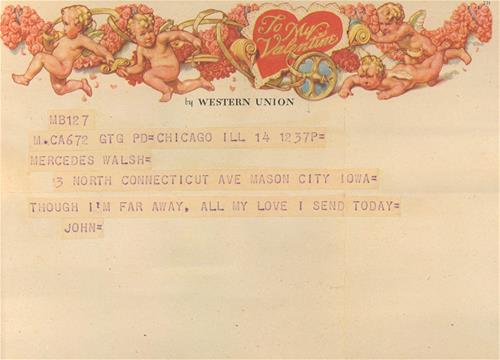 To My
Valentine
by WESTERN UNION
MB127
M.CA672 GTG PD=CHICAGO ILL 14 1237P=
MERCEDES WALSH=
3 NORTH CONNECTICUT AVE MASON CITY IOWA=
THOUGH I'M FAR AWAY, ALL MY LOVE I SEND TODAY=
JOHN=